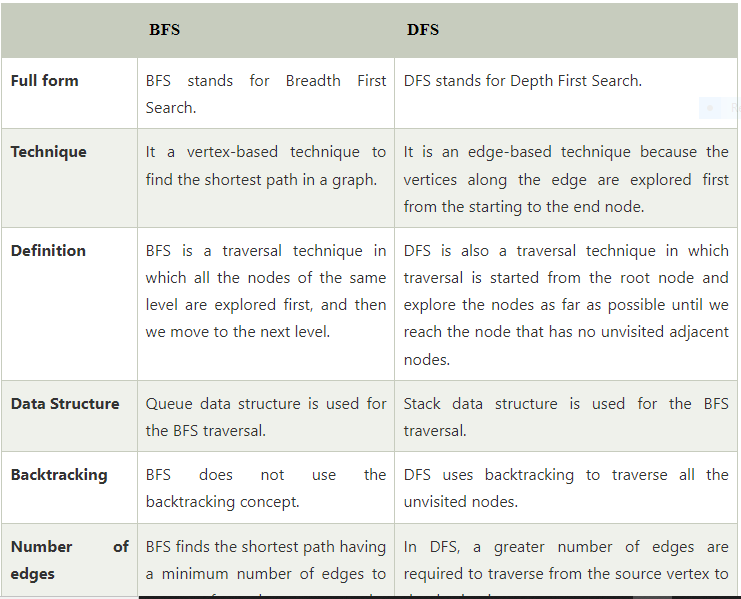 BFS DFS
Full form BFS stands for Breadth First DFS stands for Depth First Search.
Search.
Technique It a vertex-based technique to It is an edge-based technique because the
find the shortest path in a graph. vertices along the edge are explored first
from the starting to the end node.
Definition BFS is a traversal technique in DFS is also a traversal technique in which
which all the nodes of the same traversal is started from the root node and
level are explored first, and then explore the nodes as far as possible until we
we move to the next level. reach the node that has no unvisited adjacent
nodes.
Data Structure Queue data structure is used for Stack data structure is used for the BFS
the BFS traversal. traversal.
Backtracking BFS does not use the DFS uses backtracking to traverse all the
backtracking concept. unvisited nodes.
Number of BFS finds the shortest path having In DFS, a greater number of edges are
edges a minimum number of edges to required to traverse from the source vertex to